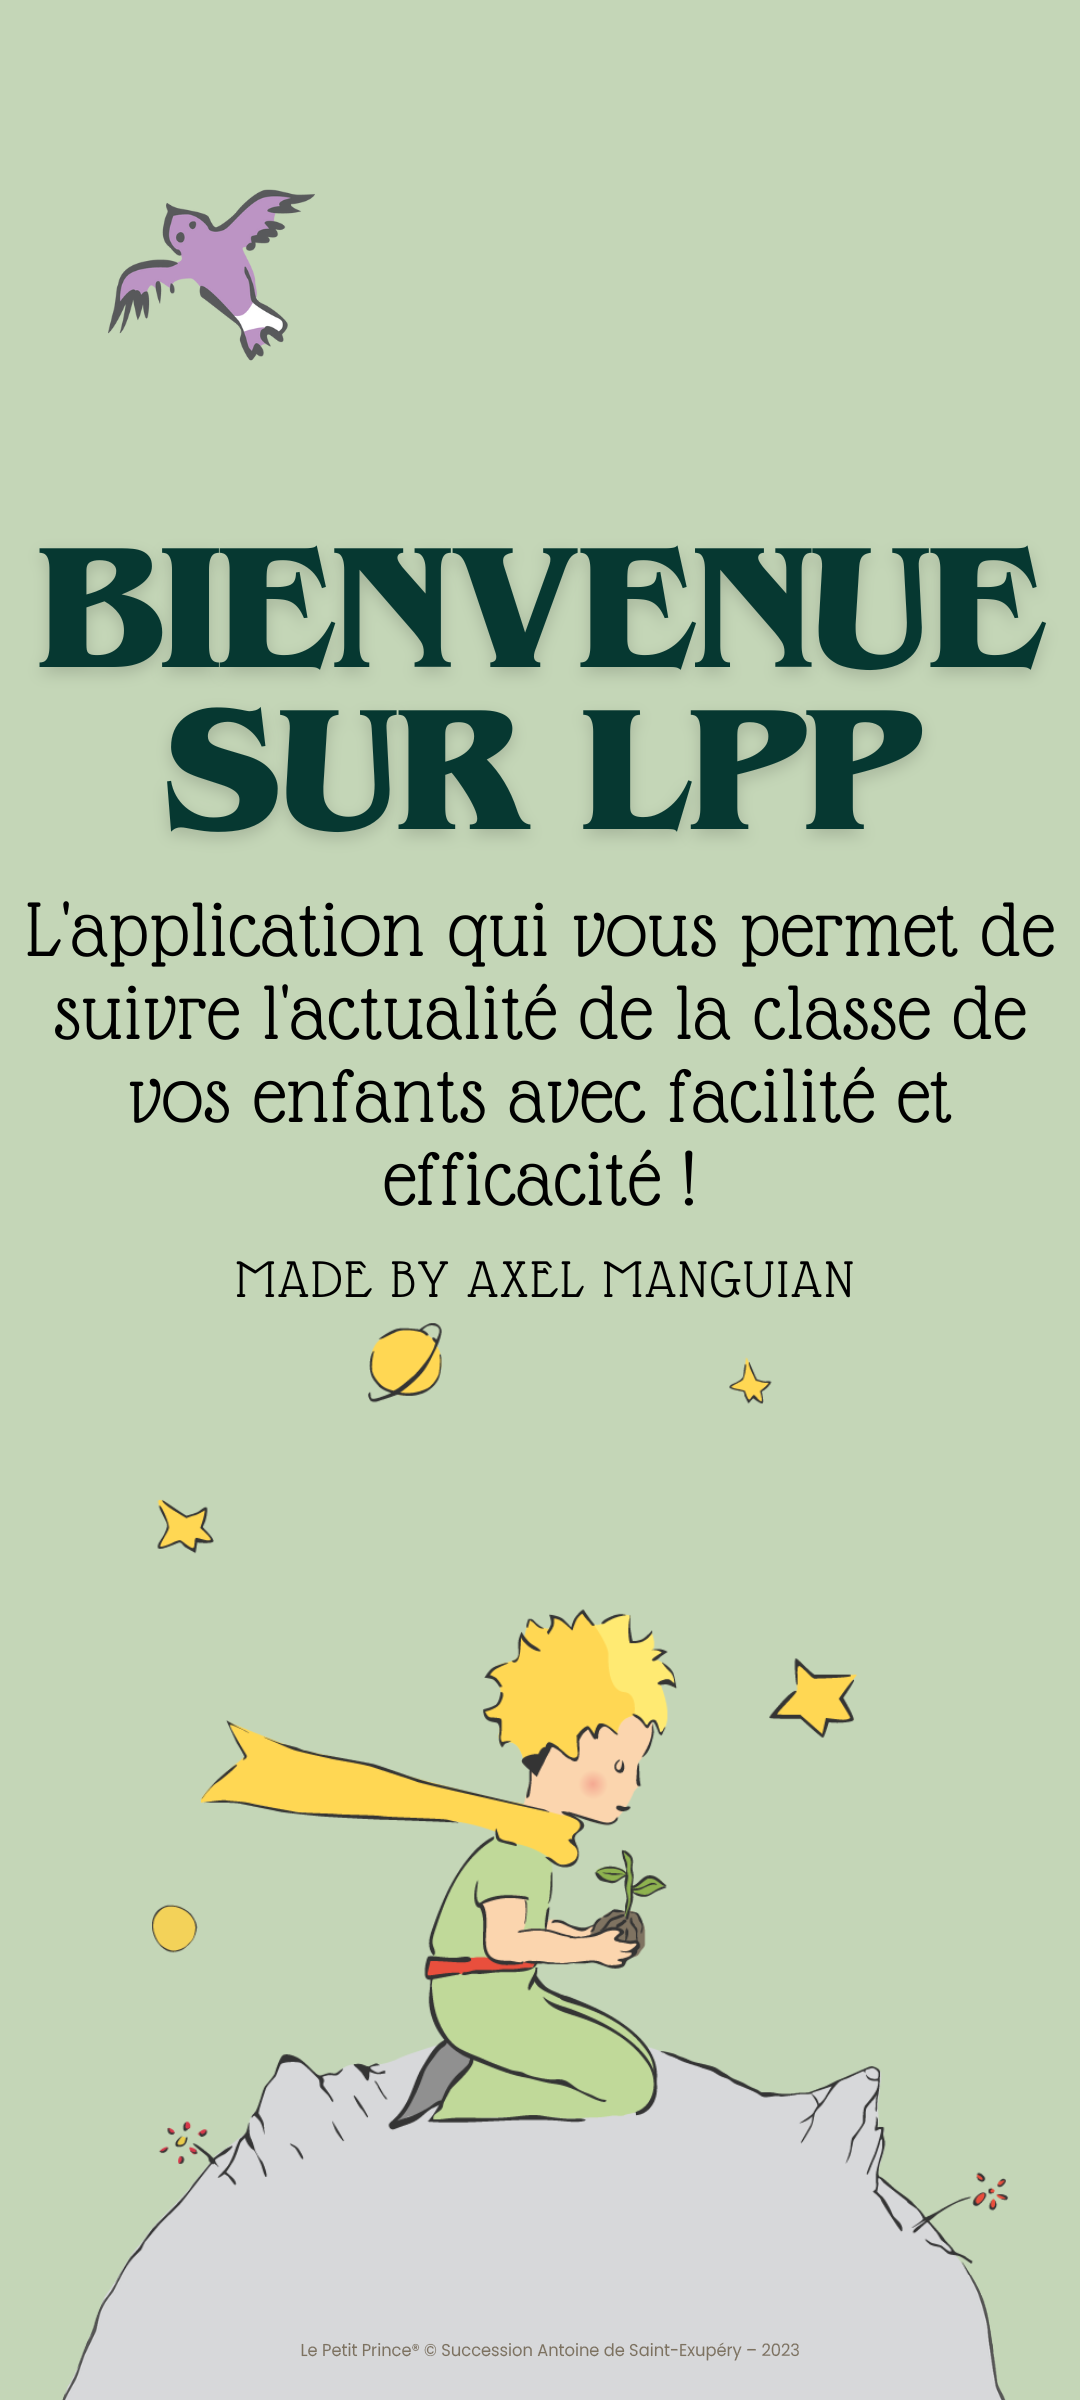 BIENVENUE
SUR LPP
L'application qui vous permet de
suivre l'actualité de la classe de
vos enfants avec facilité et
efficacité !
MADE BY AXEL MANGUIAN
Le Petit Prince® © Succession Antoine de Saint-Exupéry – 2023